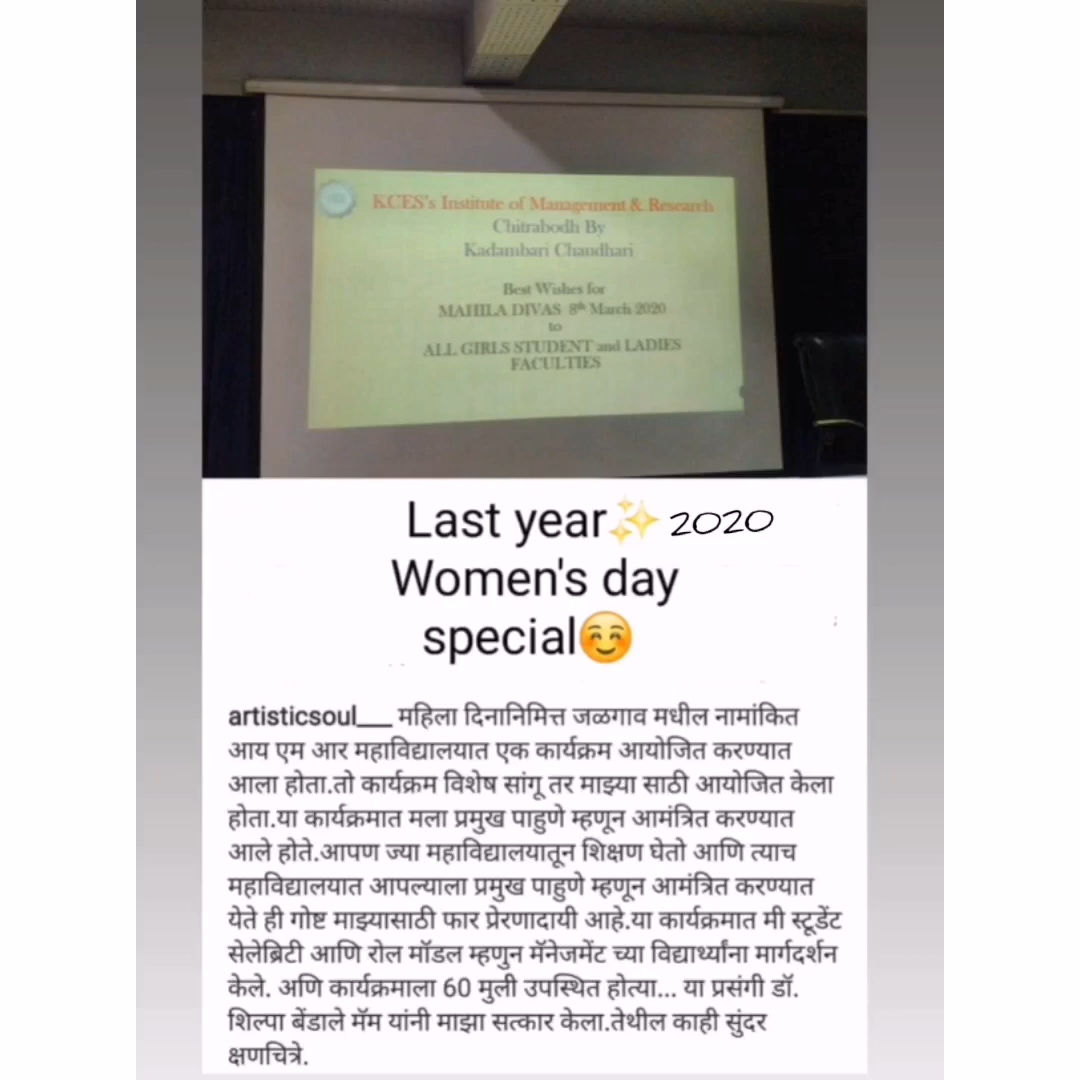 KCES's Institute of Management & Research
Chitrabodh By
Kadambari Chaudhari
Best Wishes for
MAHILA DIVAS 8th March 2020
to
ALL GIRLS STUDENT and LADIES
FACULTIES
Last year✨ 2020
Women's day
special☺️
artisticsoul___ महिला दिनानिमित्त जळगाव मधील नामांकित
आय एम आर महाविद्यालयात एक कार्यक्रम आयोजित करण्यात
आला होता.तो कार्यक्रम विशेष सांगू तर माझ्या साठी आयोजित केला
होता.या कार्यक्रमात मला प्रमुख पाहुणे म्हणून आमंत्रित करण्यात
आले होते.आपण ज्या महाविद्यालयातून शिक्षण घेतो आणि त्याच
महाविद्यालयात आपल्याला प्रमुख पाहुणे म्हणून आमंत्रित करण्यात
येते ही गोष्ट माझ्यासाठी फार प्रेरणादायी आहे.या कार्यक्रमात मी स्टूडेंट
सेलेब्रिटी आणि रोल मॉडल म्हणुन मॅनेजमेंट च्या विद्यार्थ्यांना मार्गदर्शन
केले. अणि कार्यक्रमाला 60 मुली उपस्थित होत्या... या प्रसंगी डॉ.
शिल्पा बेंडाले मॅम यांनी माझा सत्कार केला.तेथील काही सुंदर
क्षणचित्रे.